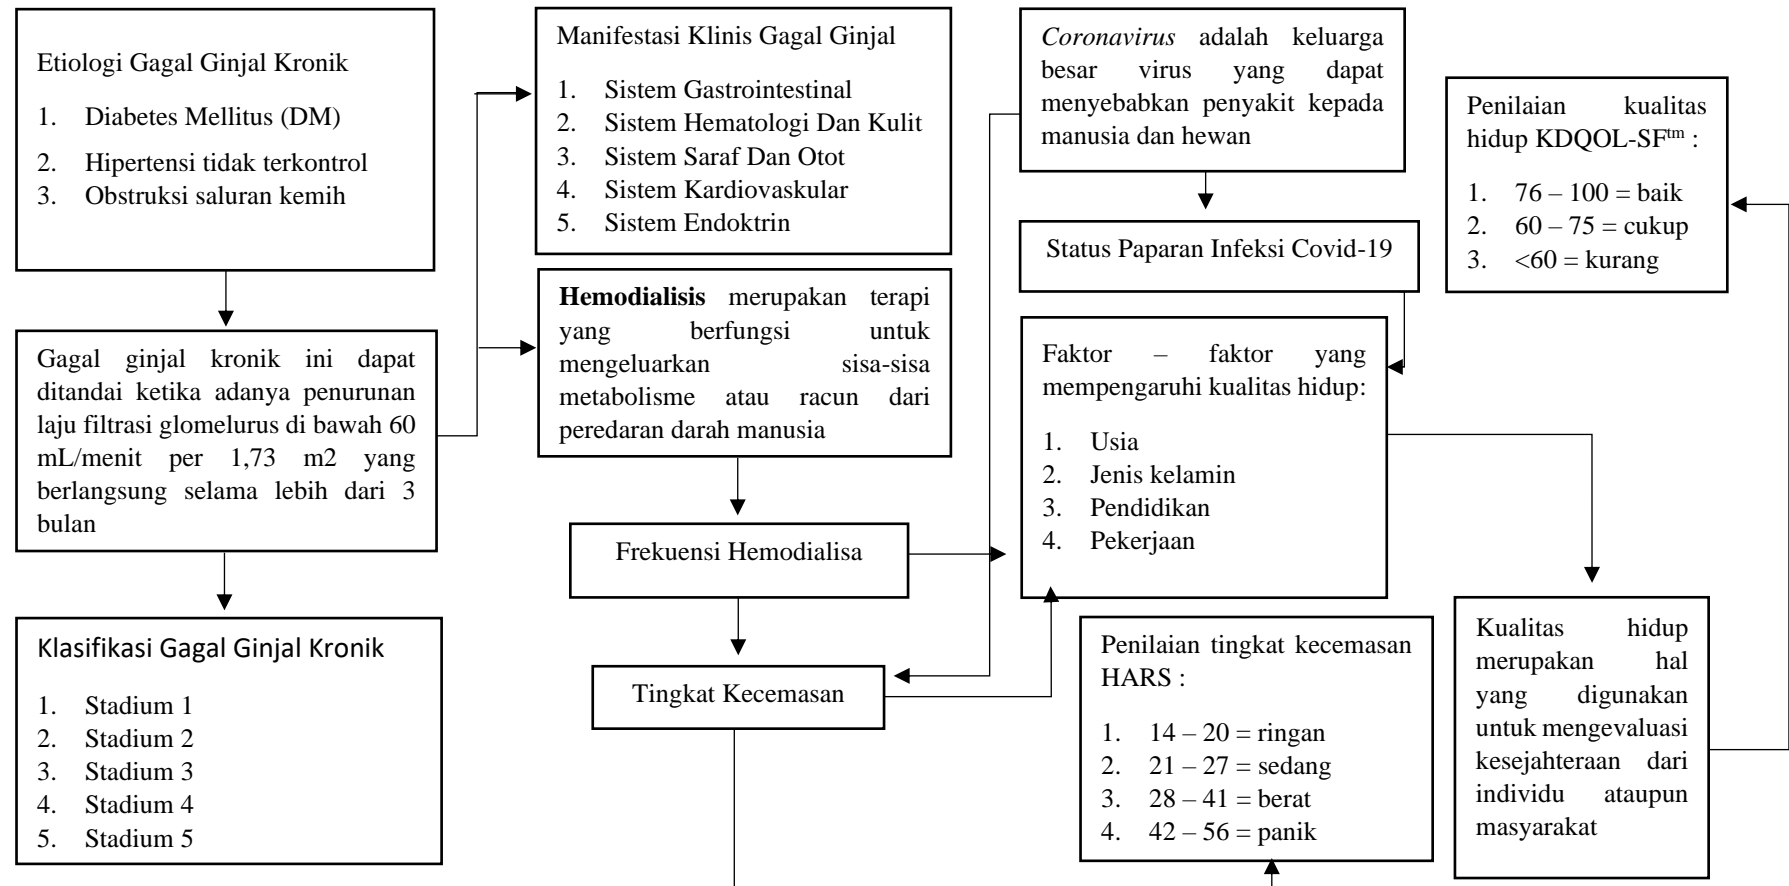 Etiologi Gagal Ginjal Kronik
1. Diabetes Mellitus (DM)
2. Hipertensi tidak terkontrol
3. Obstruksi saluran kemih
Gagal ginjal kronik ini dapat
ditandai ketika adanya penurunan
laju filtrasi glomelurus di bawah 60
mL/menit per 1,73 m2 yang
berlangsung selama lebih dari 3
bulan
Klasifikasi Gagal Ginjal Kronik
1. Stadium 1
2. Stadium 2
3. Stadium 3
4. Stadium 4
5. Stadium 5
Manifestasi Klinis Gagal Ginjal
1. Sistem Gastrointestinal
2. Sistem Hematologi Dan Kulit
3. Sistem Saraf Dan Otot
4. Sistem Kardiovaskular
5. Sistem Endoktrin
Hemodialisis merupakan terapi
yang berfungsi untuk
mengeluarkan sisa-sisa
metabolisme atau racun dari
peredaran darah manusia
Frekuensi Hemodialisa
Tingkat Kecemasan
Coronavirus adalah keluarga
besar virus yang dapat
menyebabkan penyakit kepada
manusia dan hewan
Status Paparan Infeksi Covid-19
Faktor – faktor yang
mempengaruhi kualitas hidup:
1. Usia
2. Jenis kelamin
3. Pendidikan
4. Pekerjaan
Penilaian tingkat kecemasan
HARS :
1. 14 – 20 = ringan
2. 21 – 27 = sedang
3. 28 – 41 = berat
4. 42 – 56 = panik
Penilaian kualitas
hidup KDQOL-SFtm :
1. 76 – 100 = baik
2. 60 – 75 = cukup
3. <60 = kurang
Kualitas hidup
merupakan hal
yang digunakan
untuk mengevaluasi
kesejahteraan dari
individu ataupun
masyarakat